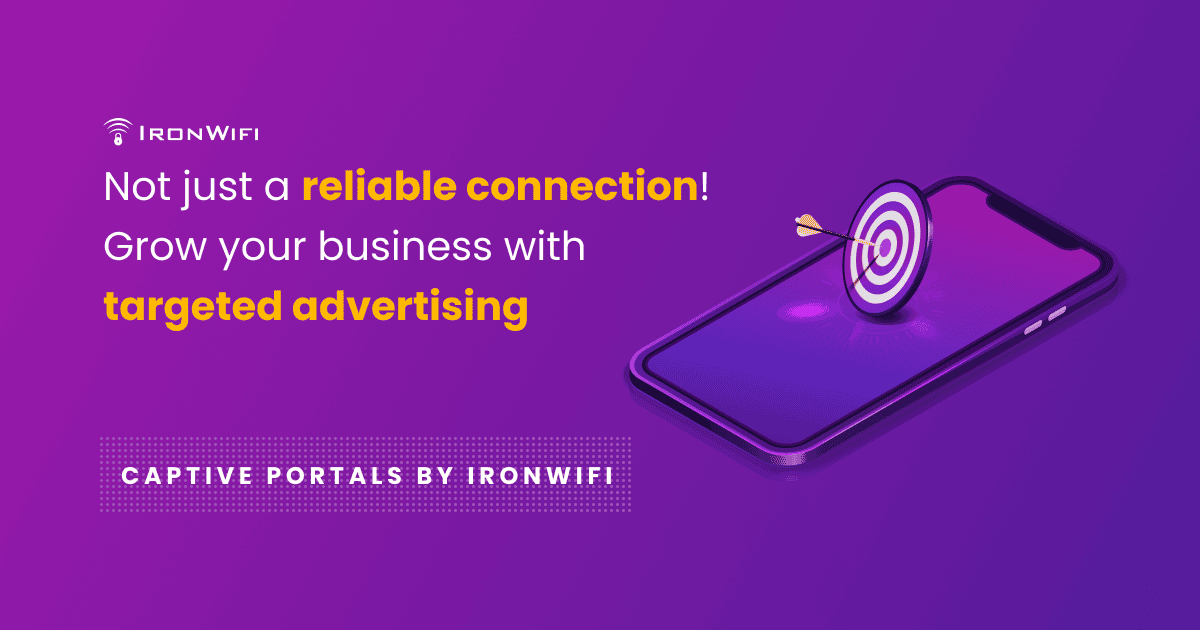 IRONWIFI
Not just a reliable connection!
Grow your business with
targeted advertising
CAPTIVE PORTALS BY IRONWIFI